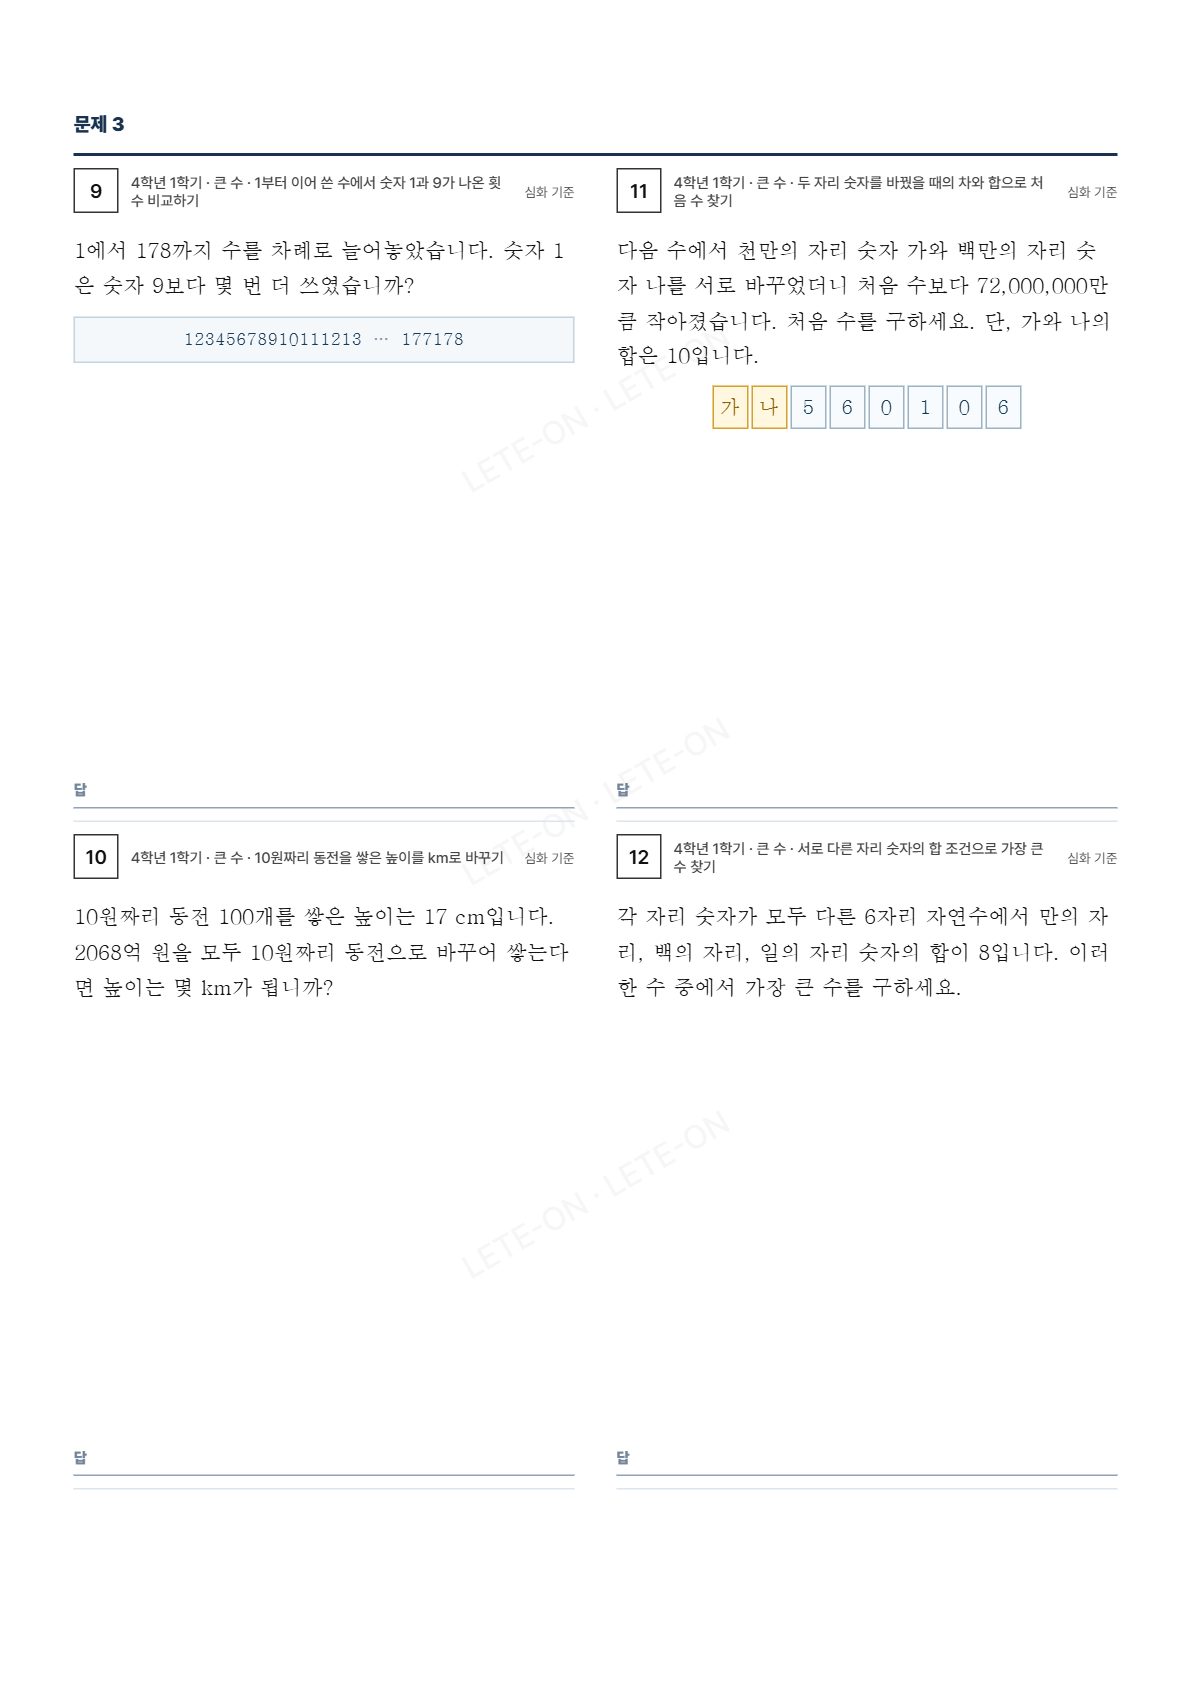 문제 3
9
4학년 1학기 · 큰 수 · 1부터 이어 쓴 수에서 숫자 1과 9가 나온 횟
수 비교하기
심화 기준
1에서 178까지 수를 차례로 늘어놓았습니다. 숫자 1
은 숫자 9보다 몇 번 더 쓰였습니까?
12345678910111213 ··· 177178
답
10
4학년 1학기 · 큰 수 · 10원짜리 동전을 쌓은 높이를 km로 바꾸기
심화 기준
10원짜리 동전 100개를 쌓은 높이는 17 cm입니다.
2068억 원을 모두 10원짜리 동전으로 바꾸어 쌓는다
면 높이는 몇 km가 됩니까?
답
11
4학년 1학기 · 큰 수 · 두 자리 숫자를 바꿨을 때의 차와 합으로 처
음 수 찾기
심화 기준
다음 수에서 천만의 자리 숫자 가와 백만의 자리 숫
자 나를 서로 바꾸었더니 처음 수보다 72,000,000만
큼 작아졌습니다. 처음 수를 구하세요. 단, 가와 나의
합은 10입니다.
가 나 5 6 0 1 0 6
답
12
4학년 1학기 · 큰 수 · 서로 다른 자리 숫자의 합 조건으로 가장 큰
수 찾기
심화 기준
각 자리 숫자가 모두 다른 6자리 자연수에서 만의 자
리, 백의 자리, 일의 자리 숫자의 합이 8입니다. 이러
한 수 중에서 가장 큰 수를 구하세요.
답
LETE-ON · LETE-ON
LETE-ON · LETE-ON
LETE-ON · LETE-ON